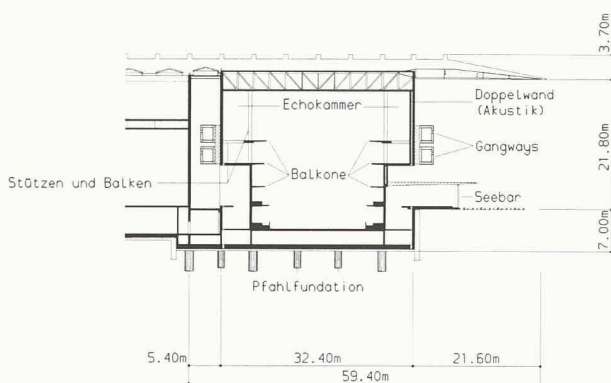 3.70m
Echokammer
Doppelwand
(Akustik)
Gangways
21.80m
Stützen und Balken
Balkone
Seebar
7.00m
Pfahlfundation
5.40m
32.40m
21.60m
59.40m